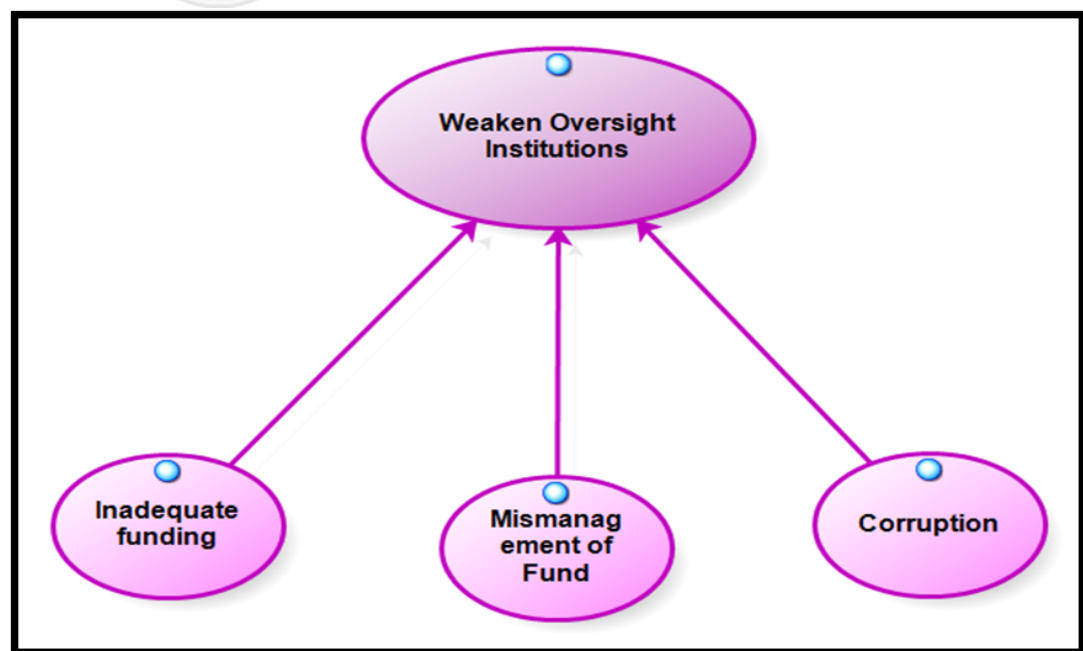 Weaken Oversight
Institutions
Inadequate
funding
Mismanag
ement of
Fund
Corruption